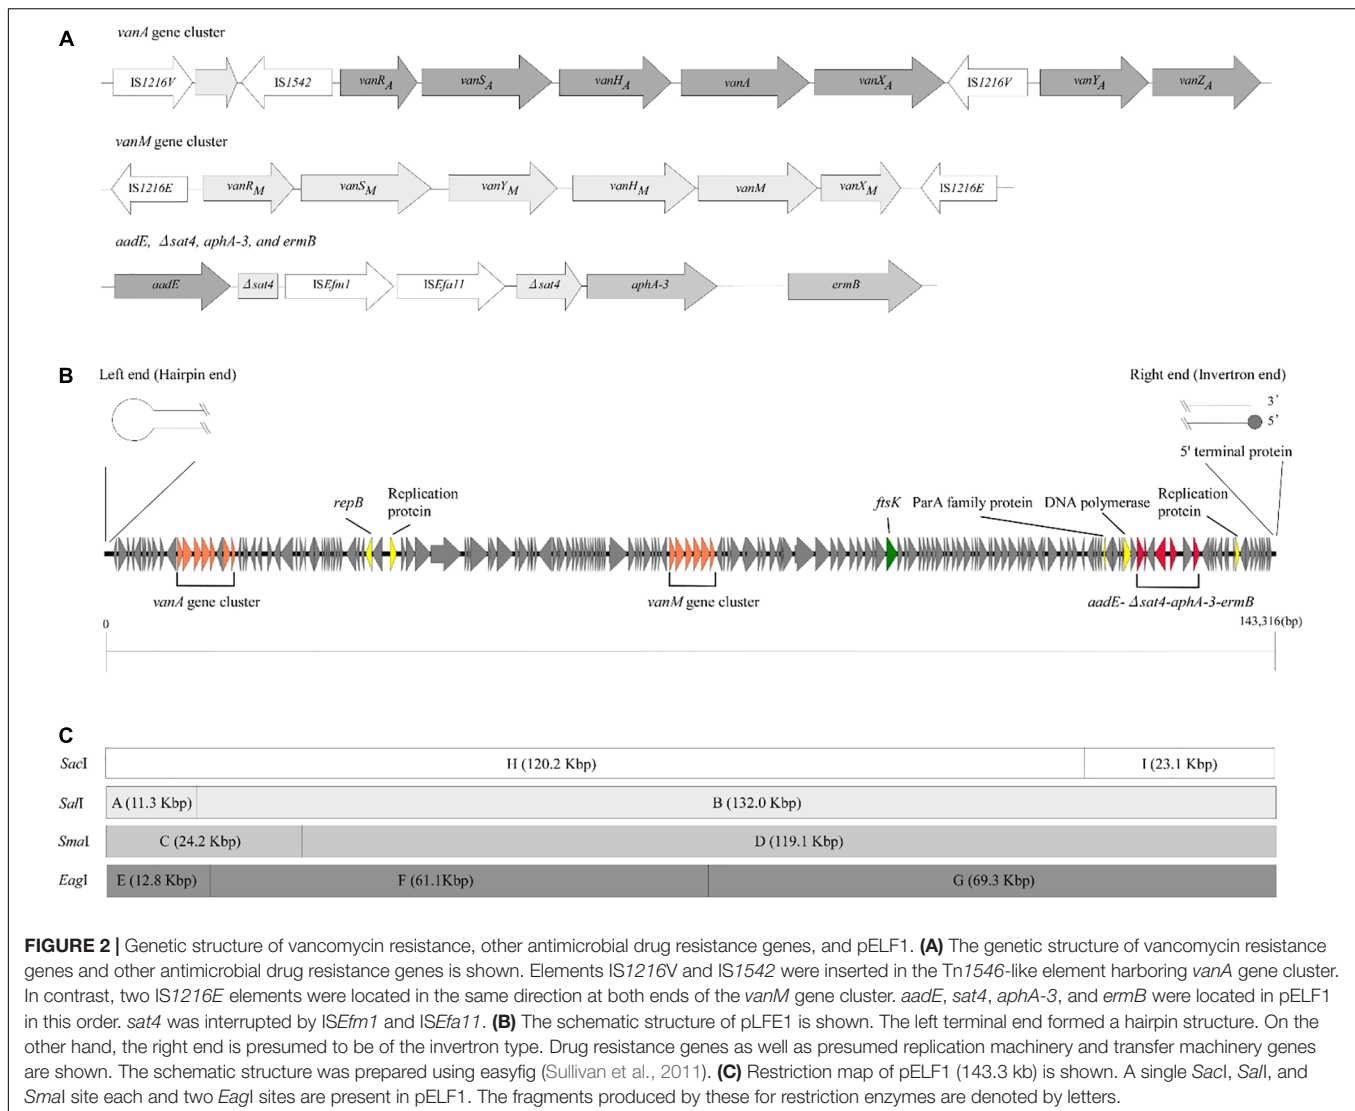 A
vanA gene cluster
IS1216V
IS1542
vanR A
vanS A
vanH A
vanA
vanX A
IS1216V
vanY A
vanZ A
vanM gene cluster
IS1216E
vanR M
vanS M
vanY M
vanH M
vanM
vanX M
IS1216E
aadE, Δsat4, aphA-3, and ermB
aadE
Δsat4
ISEfm1
ISEfa11
Δsat4
aphA-3
ermB
B
Left end (Hairpin end)
Right end (Invertron end)
3’
5’
5' terminal protein
repB
Replication
protein
ftsK
ParA family protein
DNA polymerase
Replication
protein
vanA gene cluster
vanM gene cluster
aadE- Δsat4-aphA-3-ermB
0
143,316(bp)
C
SacI
H (120.2 Kbp)
I (23.1 Kbp)
SalI
A (11.3 Kbp)
B (132.0 Kbp)
SmaI
C (24.2 Kbp)
D (119.1 Kbp)
EagI
E (12.8 Kbp)
F (61.1Kbp)
G (69.3 Kbp)
FIGURE 2 | Genetic structure of vancomycin resistance, other antimicrobial drug resistance genes, and pELF1. (A) The genetic structure of vancomycin resistance
genes and other antimicrobial drug resistance genes is shown. Elements IS1216V and IS1542 were inserted in the Tn1546-like element harboring vanA gene cluster.
In contrast, two IS1216E elements were located in the same direction at both ends of the vanM gene cluster. aadE, sat4, aphA-3, and ermB were located in pELF1
in this order. sat4 was interrupted by ISEfm1 and ISEfa11. (B) The schematic structure of pLFE1 is shown. The left terminal end formed a hairpin structure. On the
other hand, the right end is presumed to be of the invertron type. Drug resistance genes as well as presumed replication machinery and transfer machinery genes
are shown. The schematic structure was prepared using easyfig (Sullivan et al., 2011). (C) Restriction map of pELF1 (143.3 kb) is shown. A single SacI, SalI, and
SmaI site each and two EagI sites are present in pELF1. The fragments produced by these for restriction enzymes are denoted by letters.